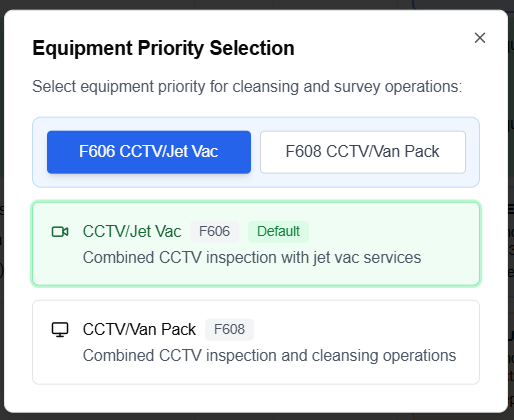 Equipment Priority Selection
Select equipment priority for cleansing and survey operations:
F606 CCTV/Jet Vac
F608 CCTV/Van Pack
CCTV/Jet Vac F606 Default
Combined CCTV inspection with jet vac services
CCTV/Van Pack F608
Combined CCTV inspection and cleansing operations